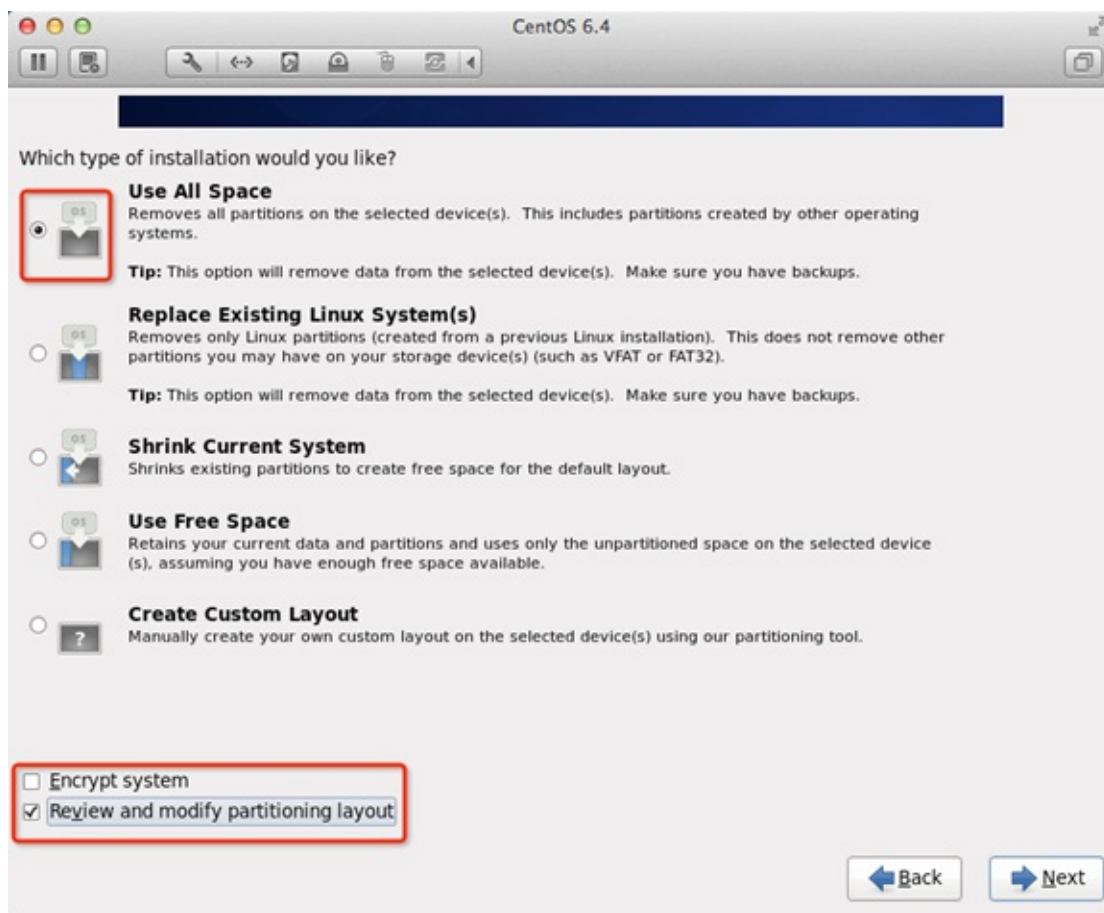 CentOS 6.4
Which type of installation would you like?
Use All Space
Removes all partitions on the selected device(s). This includes partitions created by other operating
systems.
Tip: This option will remove data from the selected device(s). Make sure you have backups.
Replace Existing Linux System(s)
Removes only Linux partitions (created from a previous Linux installation). This does not remove other
partitions you may have on your storage device(s) (such as VFAT or FAT32).
Tip: This option will remove data from the selected device(s). Make sure you have backups.
Shrink Current System
Shrinks existing partitions to create free space for the default layout.
Use Free Space
Retains your current data and partitions and uses only the unpartitioned space on the selected device
(s), assuming you have enough free space available.
Create Custom Layout
Manually create your own custom layout on the selected device(s) using our partitioning tool.
Encrypt system
Review and modify partitioning layout
Back
Next
OS
OS
OS
OS
?